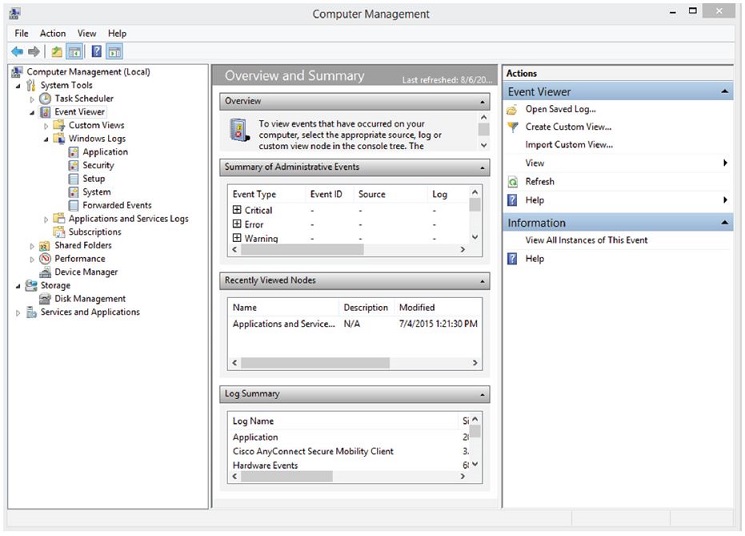 Computer Management
File Action View Help
Computer Management (Local)
System Tools
Task Scheduler
Event Viewer
Custom Views
Windows Logs
Application
Security
Setup
System
Forwarded Events
Applications and Services Logs
Subscriptions
Shared Folders
Performance
Device Manager
Storage
Disk Management
Services and Applications
Overview and Summary Last refreshed: 8/6/20...
Overview
To view events that have occurred on your
computer, select the appropriate source, log or
custom view node in the console tree. The
Summary of Administrative Events
Event Type Event ID Source Log
Critical - - -
Error - - -
Warning - - -
Recently Viewed Nodes
Name Description Modified
Applications and Service... N/A 7/4/2015 1:21:30 PM
Log Summary
Log Name
Application
Cisco AnyConnect Secure Mobility Client 3.
Hardware Events
Actions
Event Viewer
Open Saved Log...
Create Custom View...
Import Custom View...
View
Refresh
Help
Information
View All Instances of This Event
Help